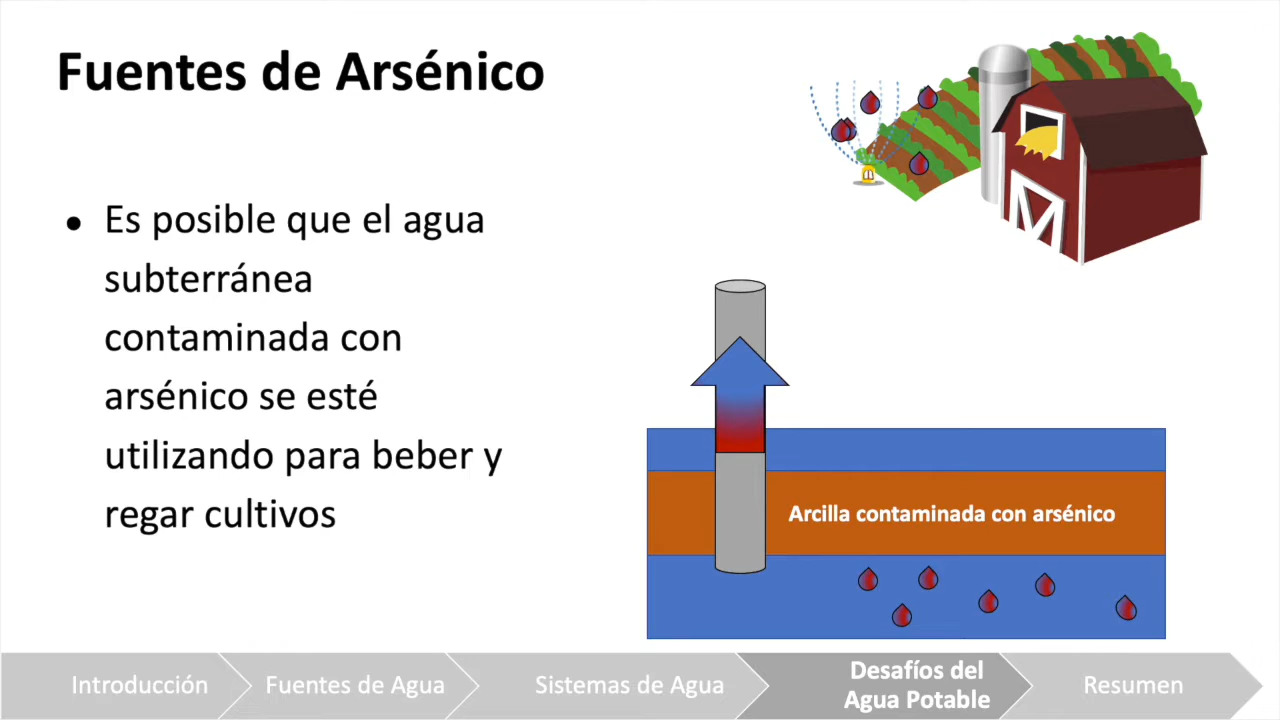 Fuentes de Arsénico
• Es posible que el agua
subterránea
contaminada con
arsénico se esté
utilizando para beber y
regar cultivos
Arcilla contaminada con arsénico
Introducción
Fuentes de Agua
Sistemas de Agua
Desafíos del
Agua Potable
Resumen